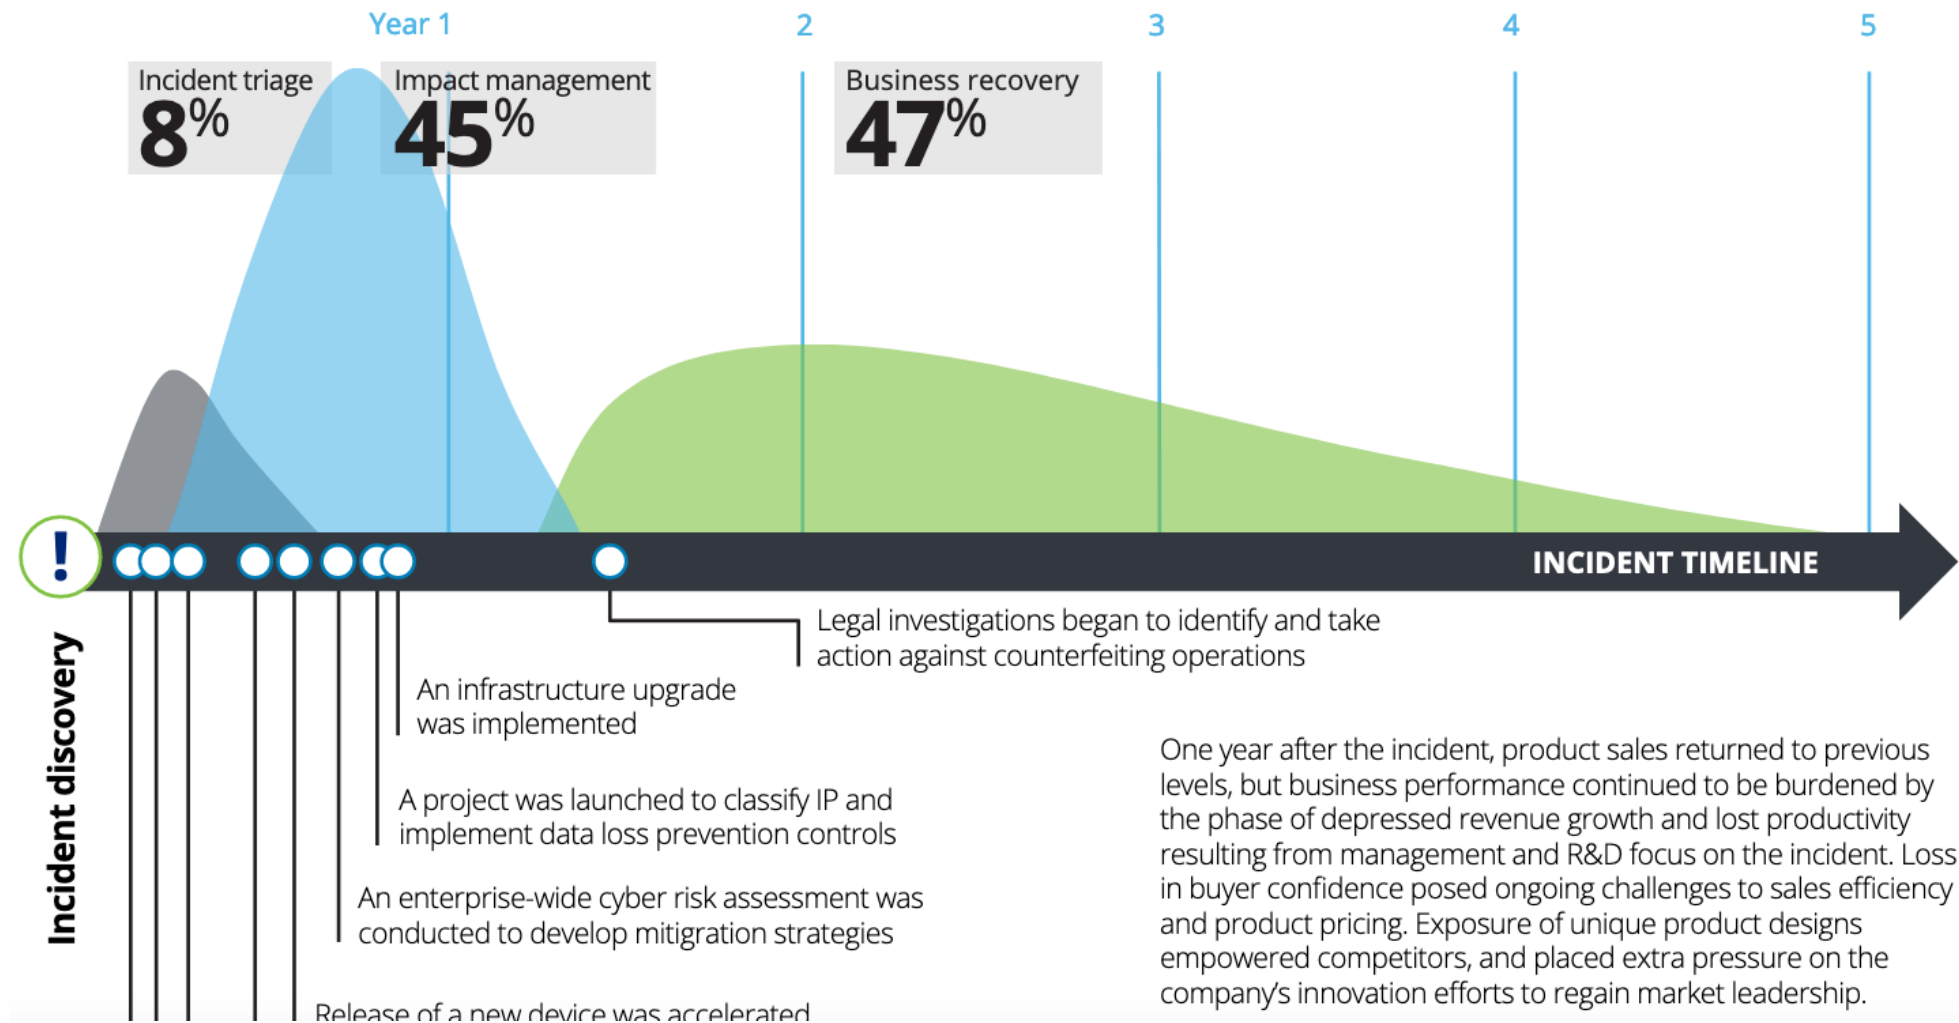 Year 1
2
3
4
5
Incident triage
8%
Impact management
45%
Business recovery
47%
!
INCIDENT TIMELINE
Incident discovery
Legal investigations began to identify and take
action against counterfeiting operations
An infrastructure upgrade
was implemented
A project was launched to classify IP and
implement data loss prevention controls
An enterprise-wide cyber risk assessment was
conducted to develop mitigration strategies
Release of a new device was accelerated
One year after the incident, product sales returned to previous
levels, but business performance continued to be burdened by
the phase of depressed revenue growth and lost productivity
resulting from management and R&D focus on the incident. Loss
in buyer confidence posed ongoing challenges to sales efficiency
and product pricing. Exposure of unique product designs
empowered competitors, and placed extra pressure on the
company's innovation efforts to regain market leadership.